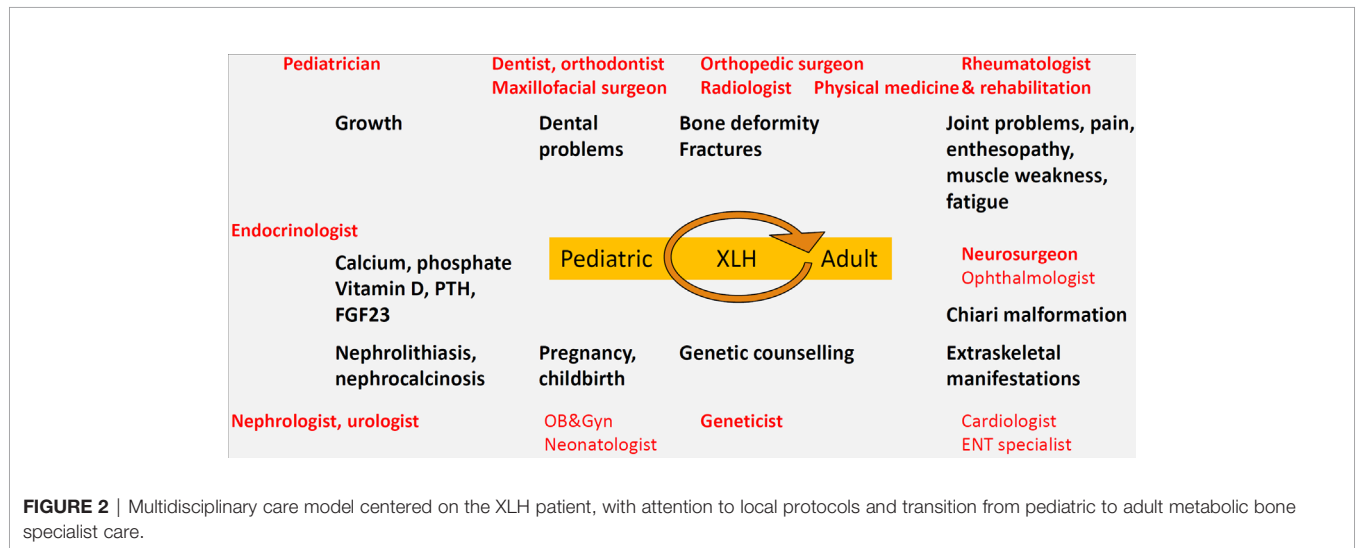 Pediatrician
Dentist, orthodontist
Maxillofacial surgeon
Orthopedic surgeon
Radiologist
Physical medicine & rehabilitation
Rheumatologist
Growth
Dental
problems
Bone deformity
Fractures
Joint problems, pain,
enthesopathy,
muscle weakness,
fatigue
Endocrinologist
Calcium, phosphate
Vitamin D, PTH,
FGF23
Pediatric
XLH
Adult
Neurosurgeon
Ophthalmologist
Chiari malformation
Nephrolithiasis,
nephrocalcinosis
Pregnancy,
childbirth
Genetic counselling
Extraskeletal
manifestations
Nephrologist, urologist
OB&Gyn
Neonatologist
Geneticist
Cardiologist
ENT specialist
FIGURE 2 | Multidisciplinary care model centered on the XLH patient, with attention to local protocols and transition from pediatric to adult metabolic bone
specialist care.